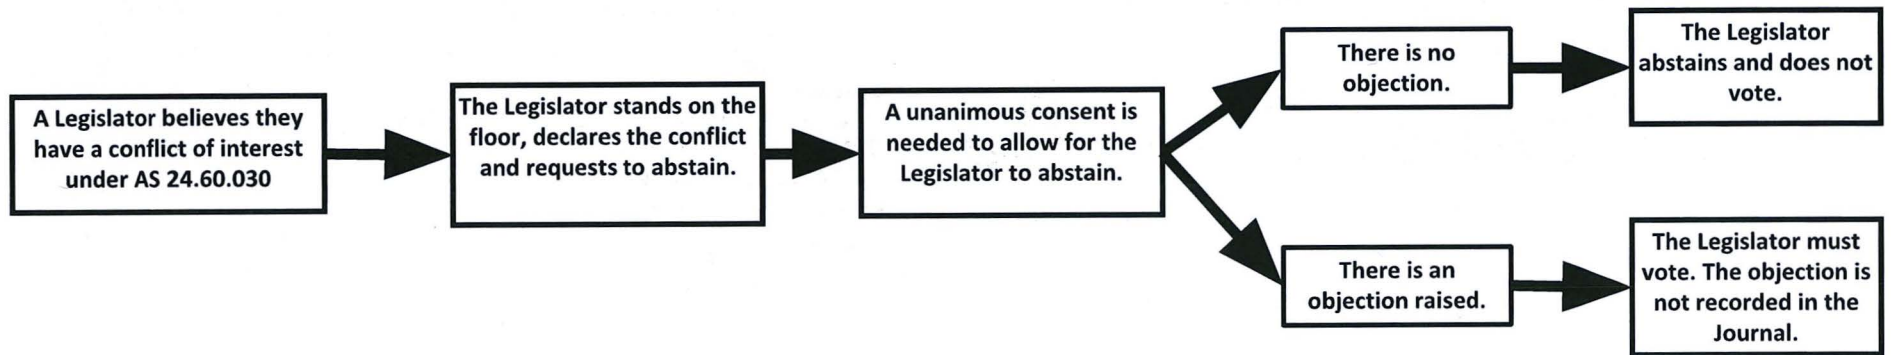 A Legislator believes they
have a conflict of interest
under AS 24.60.030
The Legislator stands on the
floor, declares the conflict
and requests to abstain.
A unanimous consent is
needed to allow for the
Legislator to abstain.
There is no
objection.
The Legislator
abstains and does not
vote.
There is an
objection raised.
The Legislator must
vote. The objection is
not recorded in the
Journal.